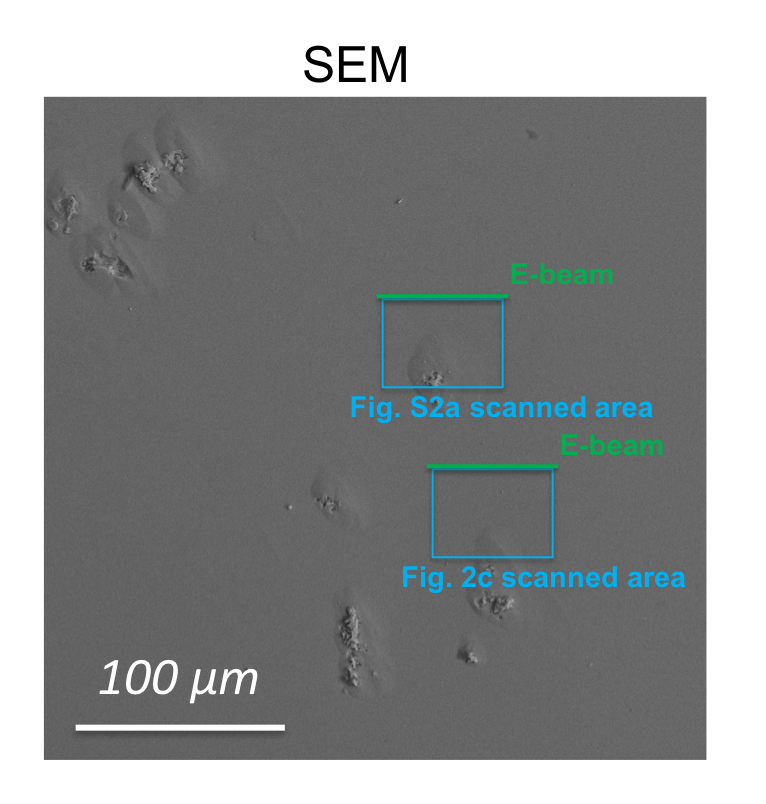 SEM
E-beam
Fig. S2a scanned area
E-beam
Fig. 2c scanned area
100 μm